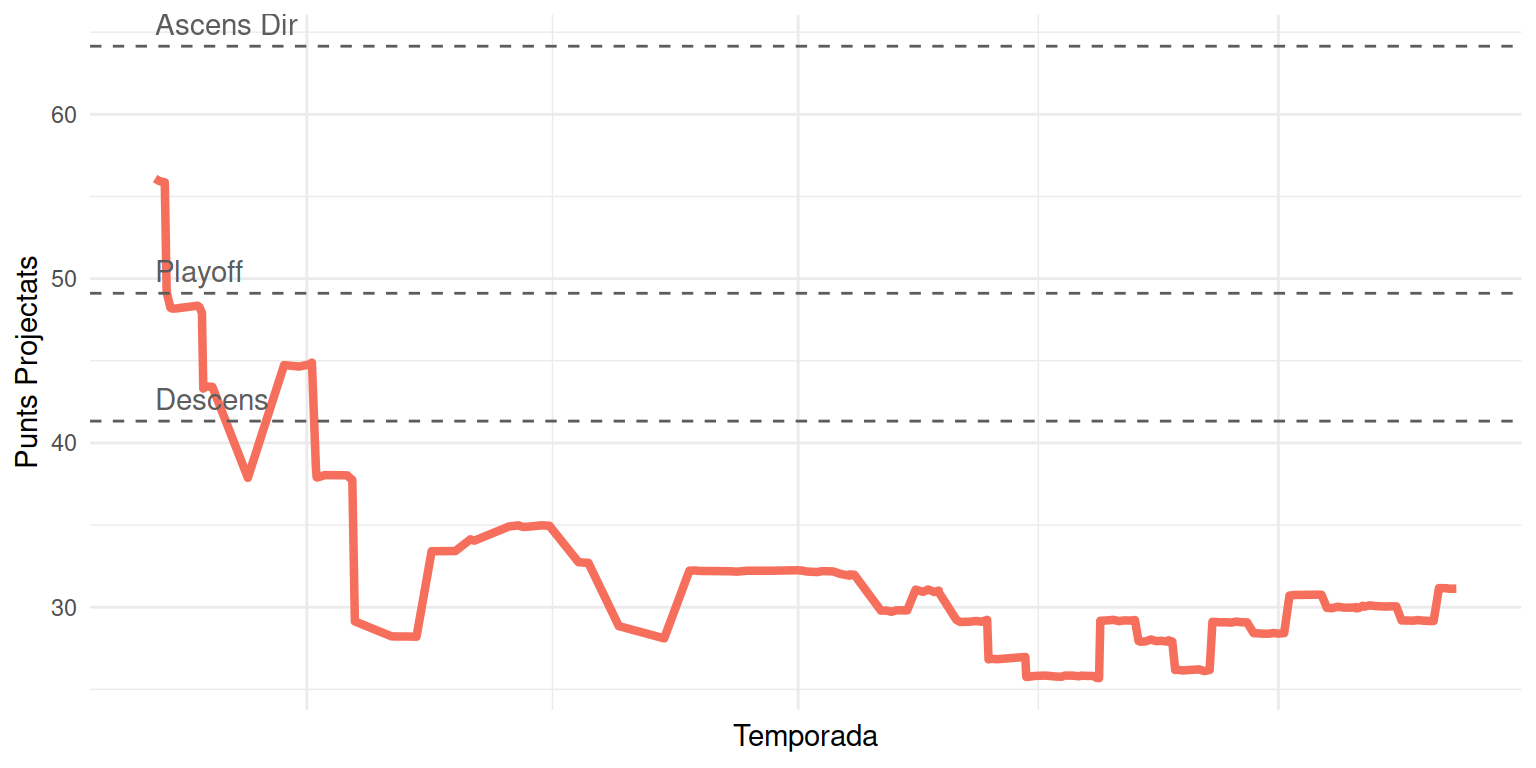 Ascens Dir
60
Playoff
50
Descens
40
30
Punts Projectats
Temporada